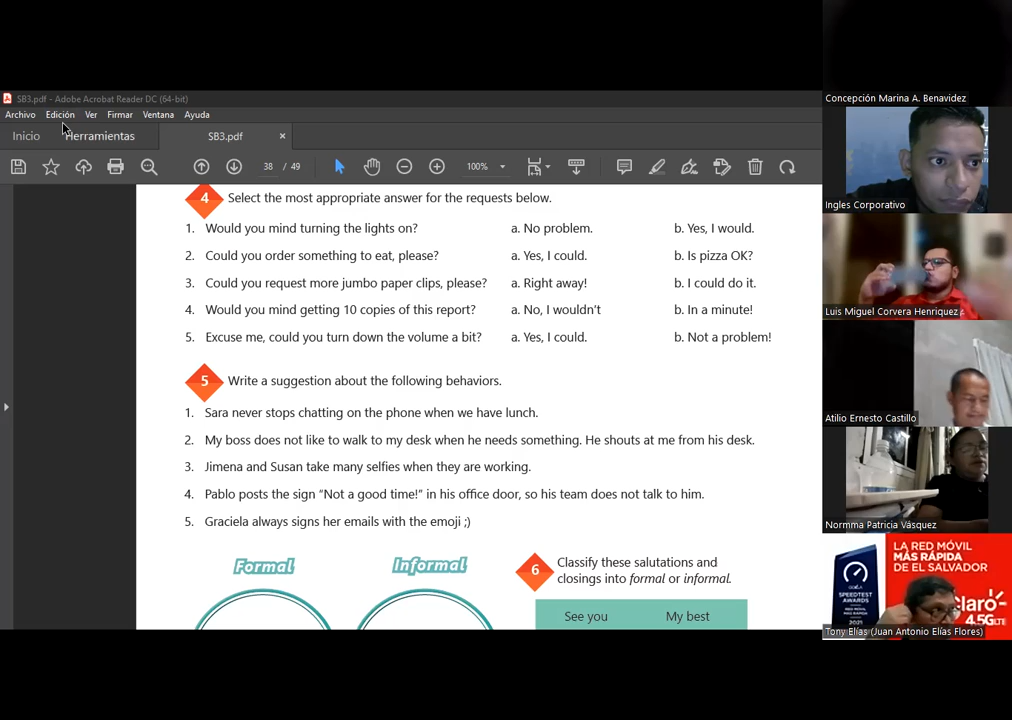 SB3.pdf - Adobe Acrobat Reader DC (64-bit)
Archivo Edición Ver Firmar Ventana Ayuda
Inicio Herramientas SB3.pdf ×
38 / 49 100%
4 Select the most appropriate answer for the requests below.
1. Would you mind turning the lights on? a. No problem. b. Yes, I would.
2. Could you order something to eat, please? a. Yes, I could. b. Is pizza OK?
3. Could you request more jumbo paper clips, please? a. Right away! b. I could do it.
4. Would you mind getting 10 copies of this report? a. No, I wouldn't b. In a minute!
5. Excuse me, could you turn down the volume a bit? a. Yes, I could. b. Not a problem!
5 Write a suggestion about the following behaviors.
1. Sara never stops chatting on the phone when we have lunch.
2. My boss does not like to walk to my desk when he needs something. He shouts at me from his desk.
3. Jimena and Susan take many selfies when they are working.
4. Pablo posts the sign “Not a good time!” in his office door, so his team does not talk to him.
5. Graciela always signs her emails with the emoji ;)
Formal Informal
6 Classify these salutations and
closings into formal or informal.
See you My best
Concepción Marina A. Benavidez
Ingles Corporativo
Luis Miguel Corvera Henriquez
Atilio Ernesto Castillo
Normma Patricia Vásquez
LA RED MÓVIL
MÁS RÁPIDA
DE EL SALVADOR
SPEEDTEST
AWARDS
2021
Claro
4.5G LTE
Tony Elías (Juan Antonio Elías Flores)